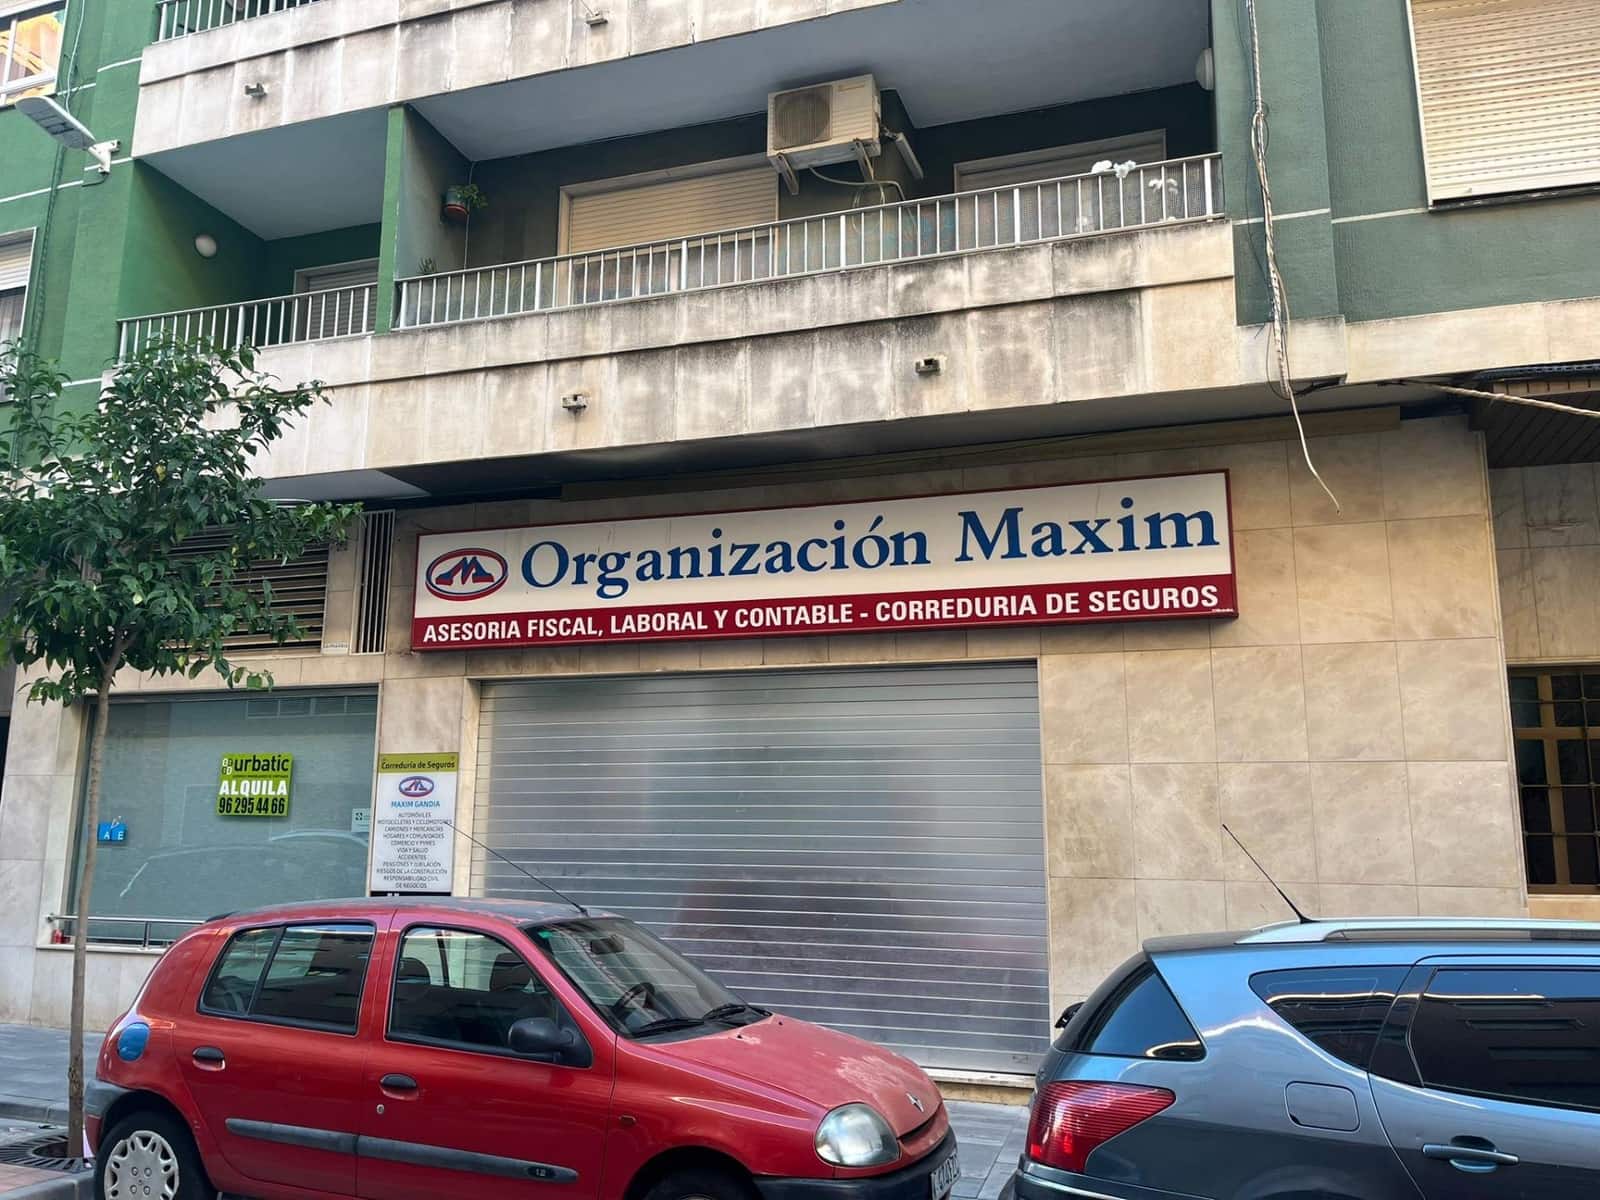 Organización Maxim
ASESORIA FISCAL, LABORAL Y CONTABLE - CORREDURIA DE SEGUROS
urbatic
ALQUILA
96 295 44 66
A E
Correduría de Seguros
MAXIM GANDIA
AUTOMÓVILES
MOTOCICLETAS Y CICLOMOTORES
CAMIONES Y MERCANCÍAS
HOGARES Y COMUNIDADES
COMERCIO Y PYMES
VIDA Y SALUD
ACCIDENTES
PENSIONES Y JUBILACIÓN
RIESGOS DE LA CONSTRUCCIÓN
RESPONSABILIDAD CIVIL
DE NEGOCIOS